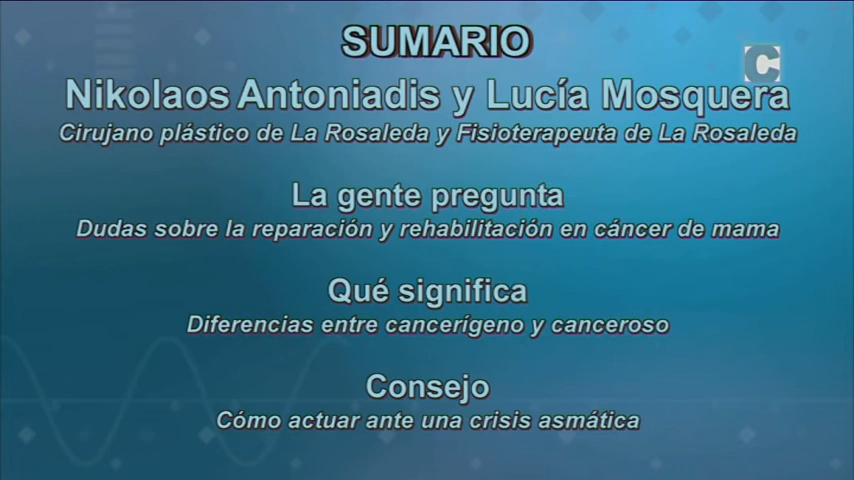 SUMARIO
C
Nikolaos Antoniadis y Lucía Mosquera
Cirujano plástico de La Rosaleda y Fisioterapeuta de La Rosaleda
La gente pregunta
Dudas sobre la reparación y rehabilitación en cáncer de mama
Qué significa
Diferencias entre cancerígeno y canceroso
Consejo
Cómo actuar ante una crisis asmática